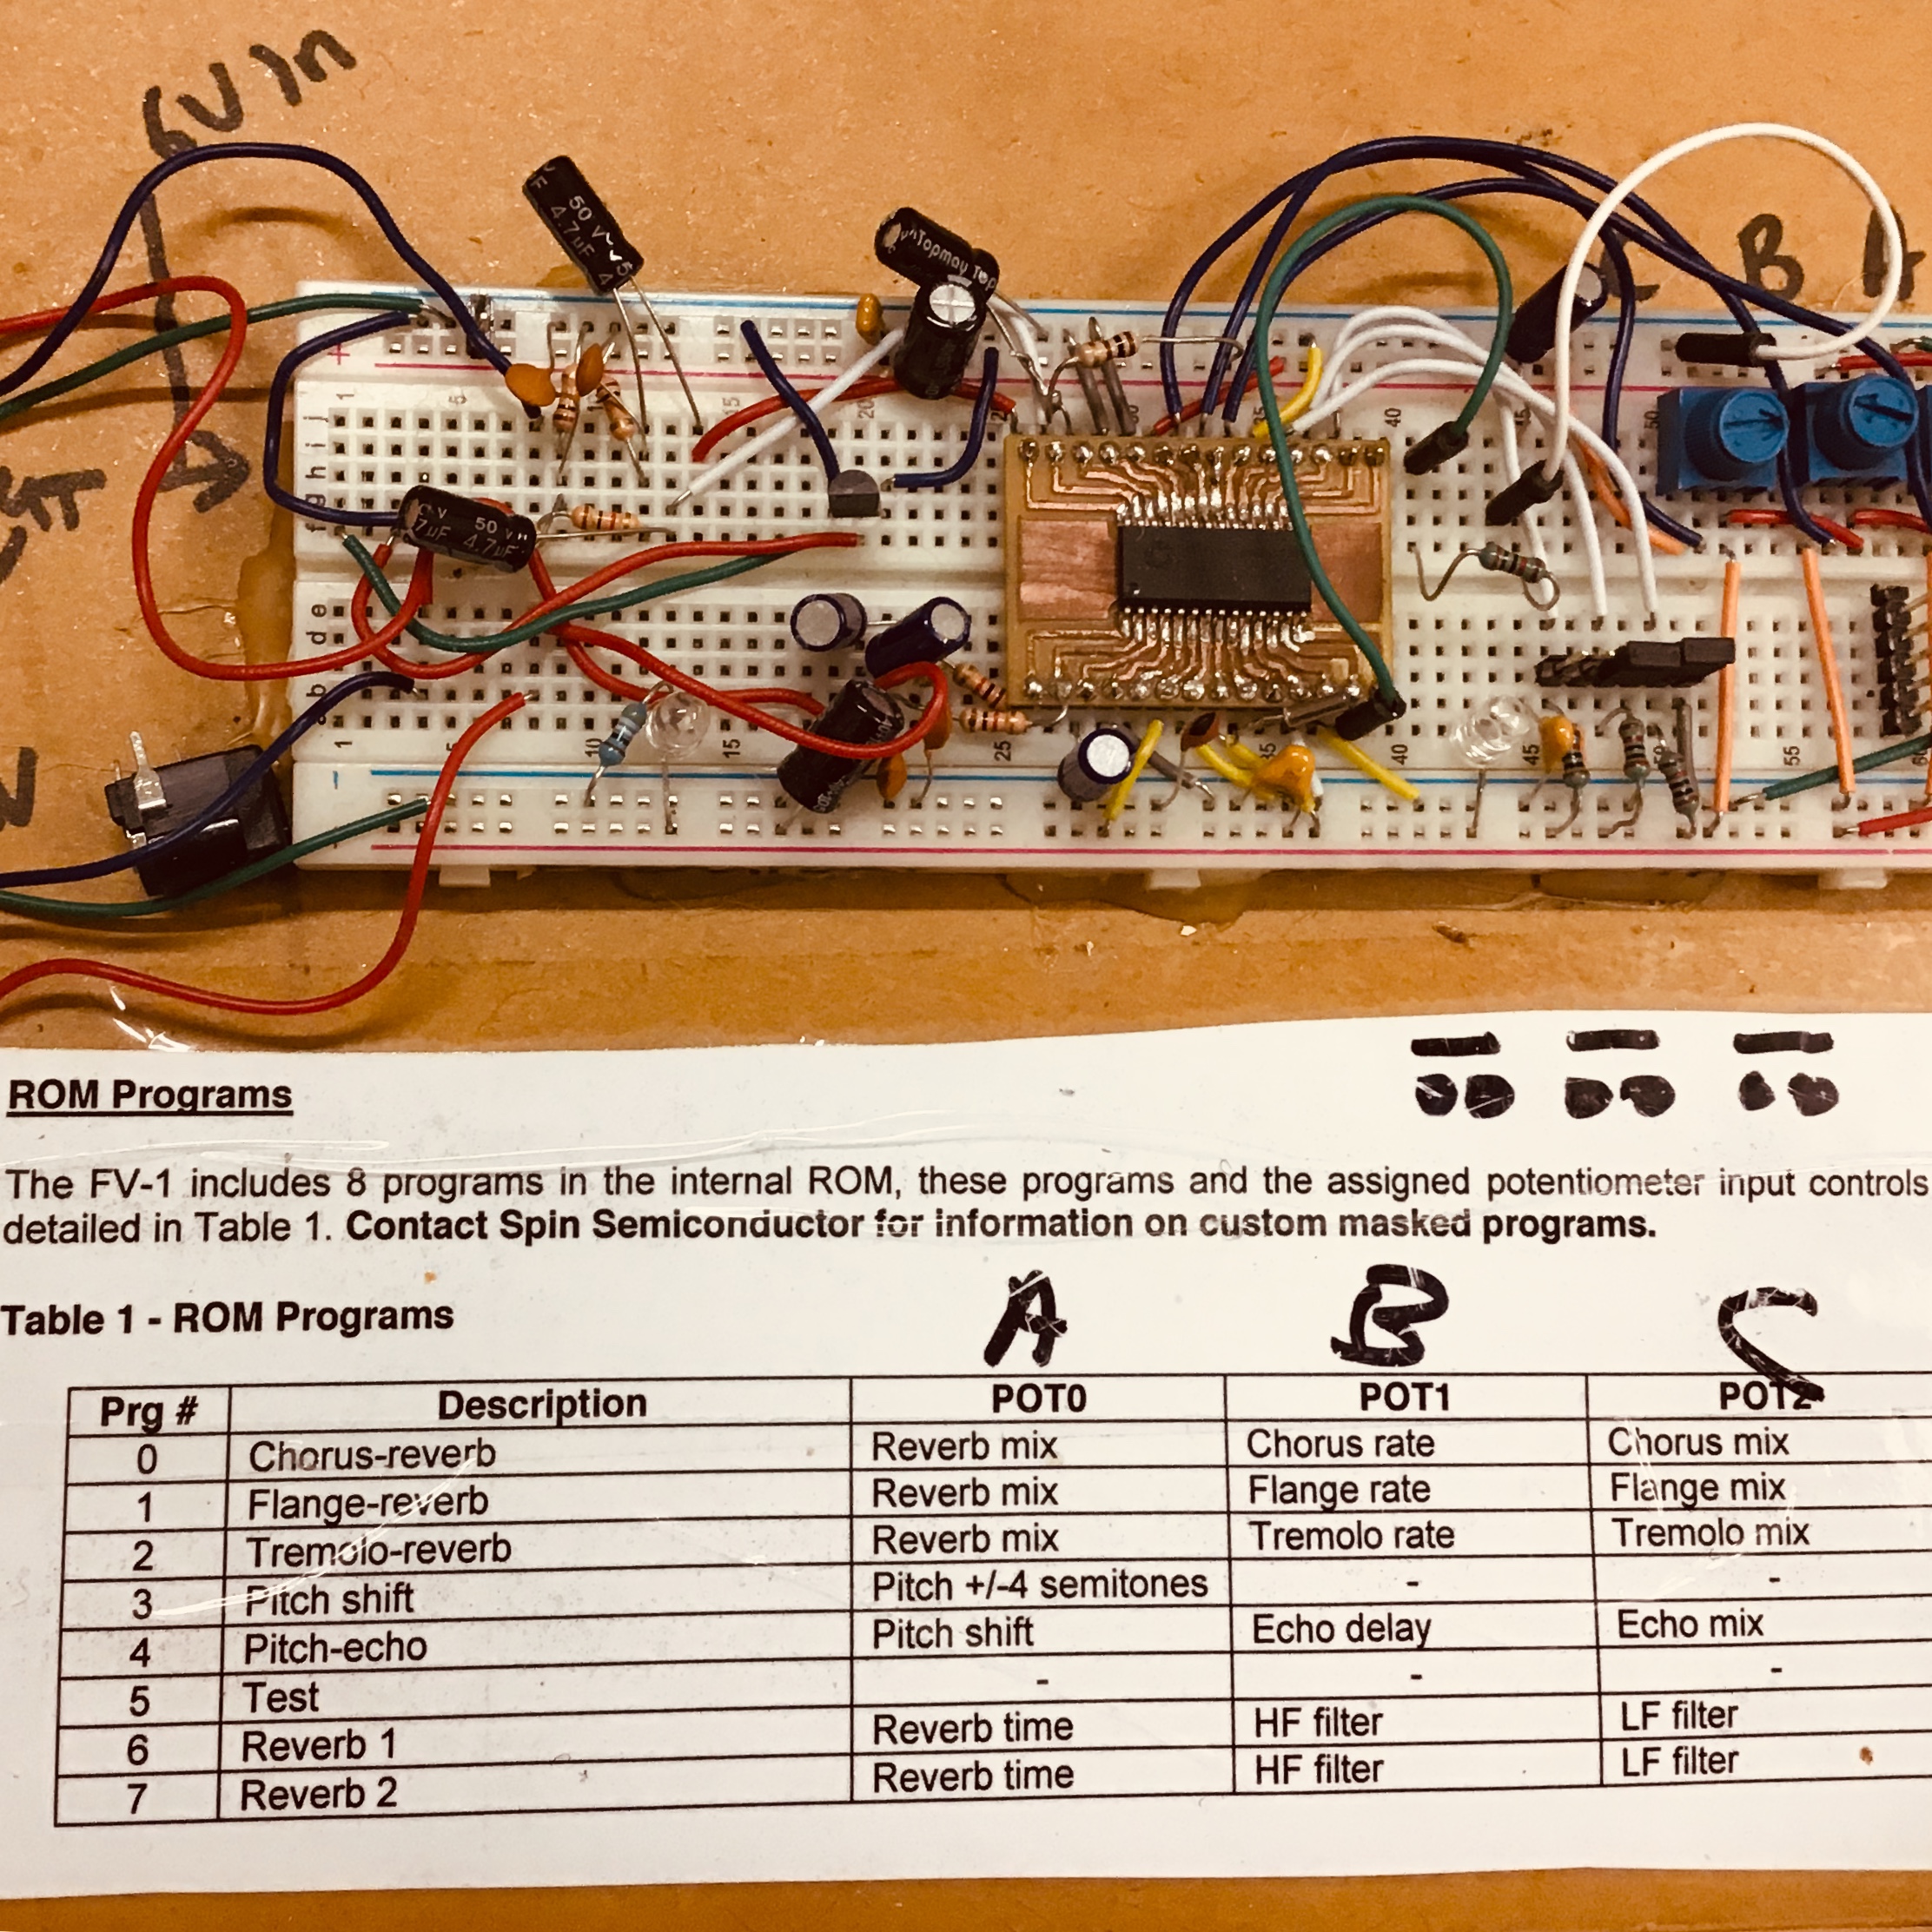 6V In
50 V
4.7µF
Topmay Top
C B A
50 V
7µF 4.7µF
ROM Programs
The FV-1 includes 8 programs in the internal ROM, these programs and the assigned potentiometer input controls
detailed in Table 1. Contact Spin Semiconductor for information on custom masked programs.
Table 1 - ROM Programs
A B C
Prg # Description POT0 POT1 POT2
0 Chorus-reverb Reverb mix Chorus rate Chorus mix
1 Flange-reverb Reverb mix Flange rate Flange mix
2 Tremolo-reverb Reverb mix Tremolo rate Tremolo mix
3 Pitch shift Pitch +/-4 semitones - -
4 Pitch-echo Pitch shift Echo delay Echo mix
5 Test - - -
6 Reverb 1 Reverb time HF filter LF filter
7 Reverb 2 Reverb time HF filter LF filter